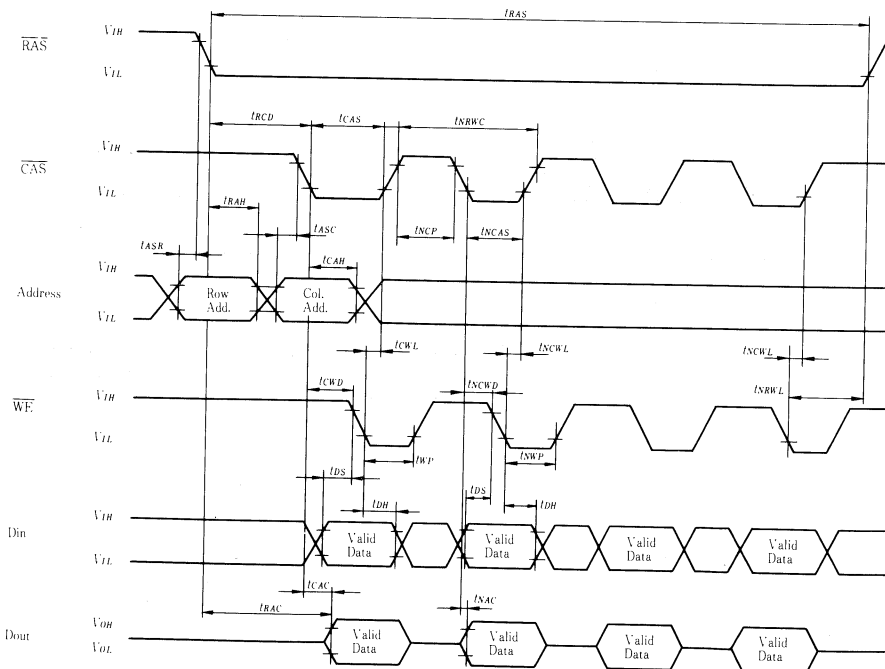 tRAS
RAS VIH
VIL
tRCD tCAS tNRWC
CAS VIH
VIL
tRAH tASC tNCP tNCAS
tASR tCAH
Address VIH
VIL
Row Add. Col. Add.
tCWL tNCWL tNCWL
tCWD tNCWD tNRWL
WE VIH
VIL
tWP tNWP
tDS tDS
tDH tDH
Din VIH
VIL
Valid Data Valid Data Valid Data Valid Data
tCAC
tRAC tNAC
Dout VOH
VOL
Valid Data Valid Data Valid Data Valid Data